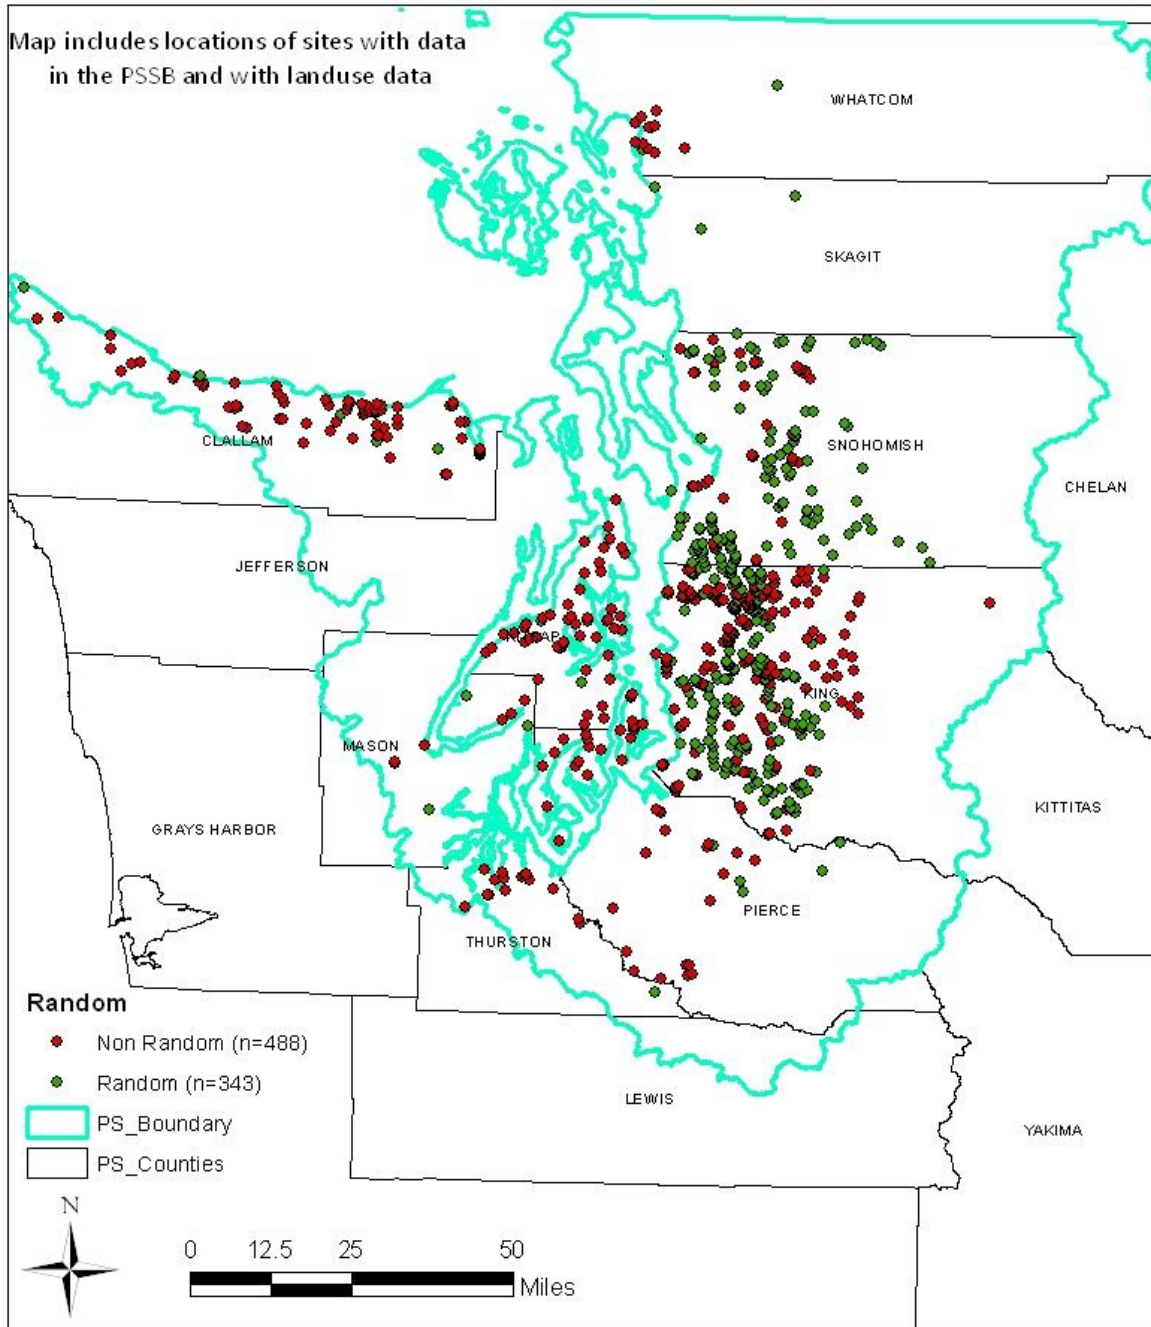 Map includes locations of sites with data
in the PSSB and with landuse data
WHATCOM
SKAGIT
CLALLAM
SNOHOMISH
CHELAN
JEFFERSON
KING
MASON
GRAYS HARBOR
KITTITAS
PIERCE
THURSTON
LEWIS
YAKIMA
Random
Non Random (n=488)
Random (n=343)
PS_Boundary
PS_Counties
N
0 12.5 25 50
Miles